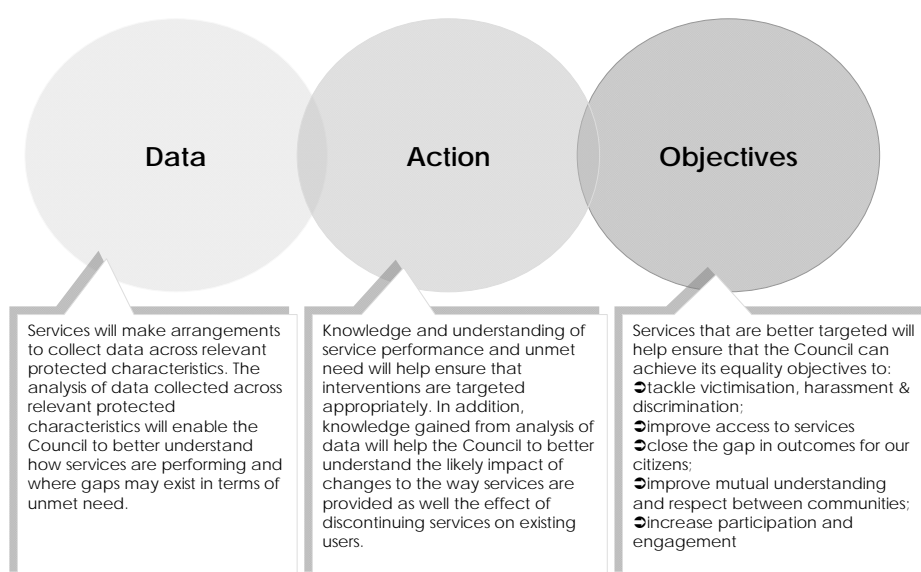 Data
Action
Objectives
Services will make arrangements
to collect data across relevant
protected characteristics. The
analysis of data collected across
relevant protected
characteristics will enable the
Council to better understand
how services are performing and
where gaps may exist in terms of
unmet need.
Knowledge and understanding of
service performance and unmet
need will help ensure that
interventions are targeted
appropriately. In addition,
knowledge gained from analysis of
data will help the Council to better
understand the likely impact of
changes to the way services are
provided as well the effect of
discontinuing services on existing
users.
Services that are better targeted will
help ensure that the Council can
achieve its equality objectives to:
➲tackle victimisation, harassment &
discrimination;
➲improve access to services
➲close the gap in outcomes for our
citizens;
➲improve mutual understanding
and respect between communities;
➲increase participation and
engagement